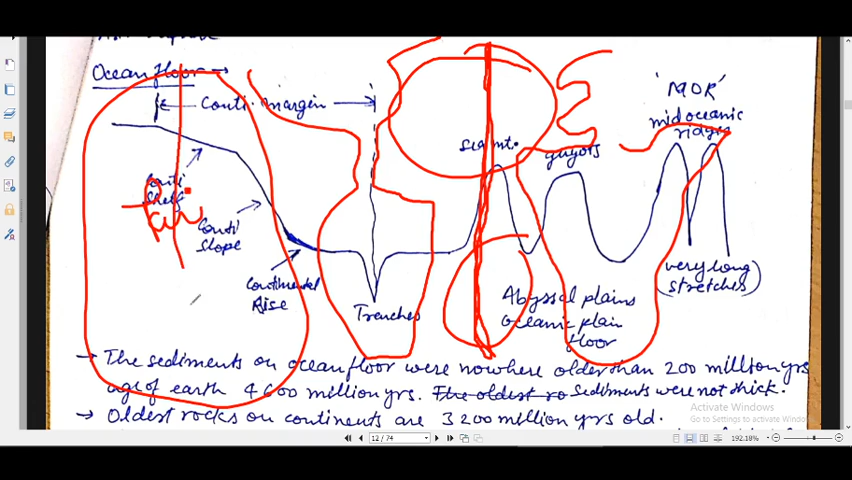 Ocean floor →
Conti. margin
'MOR'
mid oceanic
ridges
seamt.
guyots
Conti
shelf
Conti
slope
Continental
Rise
Trenches
Abyssal plains
oceanic plain
floor
(very long
stretches)
→ The sediments on ocean floor were nowhere older than 200 million yrs
age of earth 4600 million yrs. The oldest ro Sediments were not thick.
→ Oldest rocks on continents are 3200 million yrs old.
Activate Windows
Go to Settings to activate Windows
12 / 74
192.18%